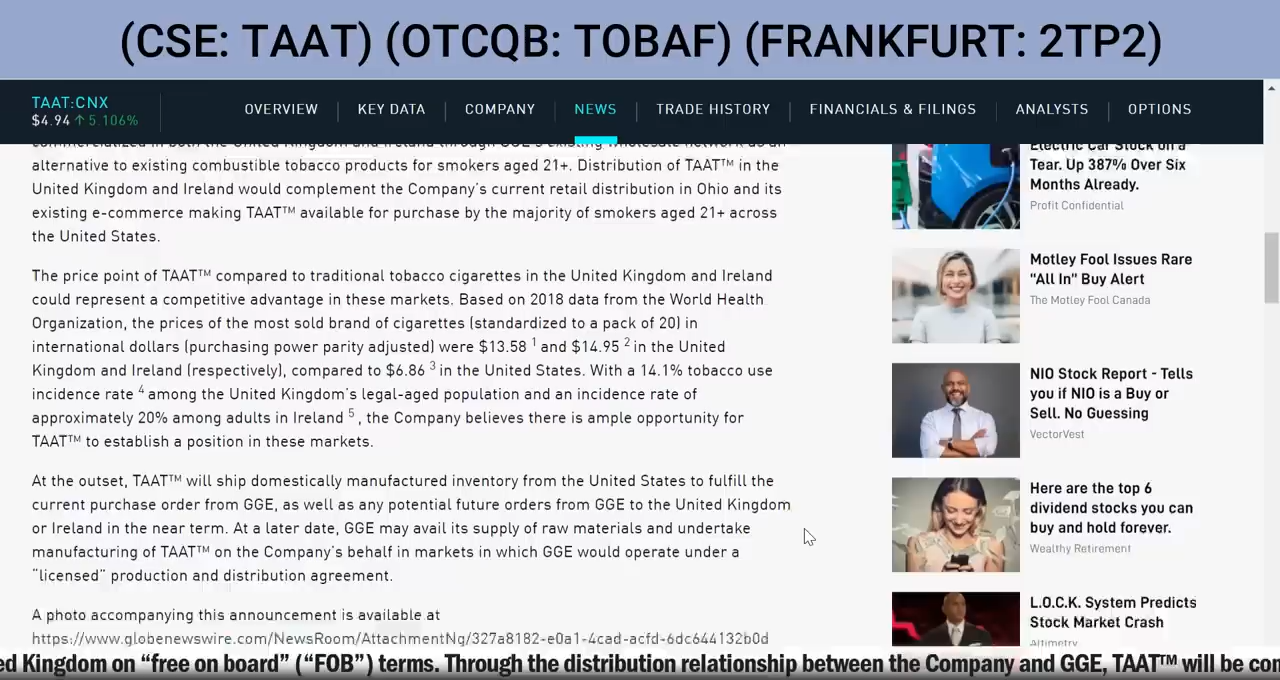 (CSE: TAAT) (OTCQB: TOBAF) (FRANKFURT: 2TP2)
TAAT:CNX
$4.94 ↑ 5.106%
OVERVIEW
KEY DATA
COMPANY
NEWS
TRADE HISTORY
FINANCIALS & FILINGS
ANALYSTS
OPTIONS
commercialized in both the United Kingdom and Ireland through GGE's existing wholesale network as an
alternative to existing combustible tobacco products for smokers aged 21+. Distribution of TAAT™ in the
United Kingdom and Ireland would complement the Company's current retail distribution in Ohio and its
existing e-commerce making TAAT™ available for purchase by the majority of smokers aged 21+ across
the United States.
The price point of TAAT™ compared to traditional tobacco cigarettes in the United Kingdom and Ireland
could represent a competitive advantage in these markets. Based on 2018 data from the World Health
Organization, the prices of the most sold brand of cigarettes (standardized to a pack of 20) in
international dollars (purchasing power parity adjusted) were $13.58 1 and $14.95 2 in the United
Kingdom and Ireland (respectively), compared to $6.86 3 in the United States. With a 14.1% tobacco use
incidence rate 4 among the United Kingdom's legal-aged population and an incidence rate of
approximately 20% among adults in Ireland 5 , the Company believes there is ample opportunity for
TAAT™ to establish a position in these markets.
At the outset, TAAT™ will ship domestically manufactured inventory from the United States to fulfill the
current purchase order from GGE, as well as any potential future orders from GGE to the United Kingdom
or Ireland in the near term. At a later date, GGE may avail its supply of raw materials and undertake
manufacturing of TAAT™ on the Company's behalf in markets in which GGE would operate under a
"licensed" production and distribution agreement.
A photo accompanying this announcement is available at
https://www.globenewswire.com/NewsRoom/AttachmentNg/327a8182-e0a1-4cad-acfd-6dc644132b0d
Electric Car Stock on a
Tear. Up 387% Over Six
Months Already.
Profit Confidential
Motley Fool Issues Rare
"All In" Buy Alert
The Motley Fool Canada
NIO Stock Report - Tells
you if NIO is a Buy or
Sell. No Guessing
VectorVest
Here are the top 6
dividend stocks you can
buy and hold forever.
Wealthy Retirement
L.O.C.K. System Predicts
Stock Market Crash
Altimetry
ed Kingdom on “free on board” (“FOB”) terms. Through the distribution relationship between the Company and GGE, TAAT™ will be con